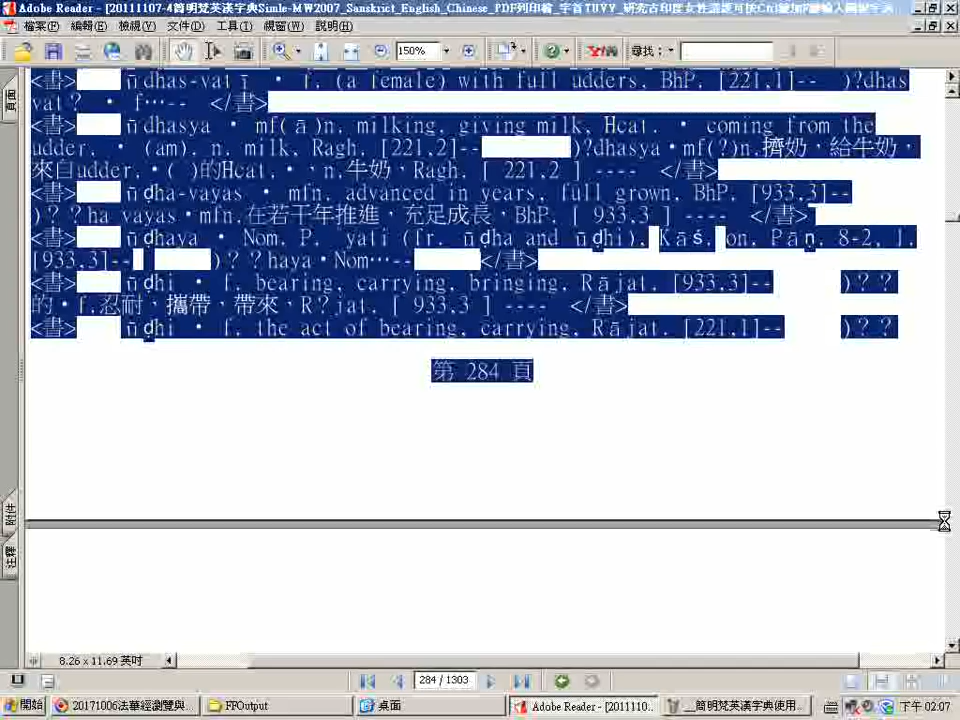 Adobe Reader - [20111107-4簡明梵英漢字典Simle-MW2007_Sanskrict_English_Chinese_PDF列印檔_字首TUVY_研究古印度女性諸認可按Ctrl鍵加F鍵輸入關鍵字
檔案(F) 編輯(E) 檢視(V) 文件(D) 工具(T) 視窗(W) 說明(H)
150% 尋找：
頁面
<書> ūdhas-vatī • f. (a female) with full udders, BhP. [221,1]-- )?dhas
vat？ • f…-- </書>
<書> ūdhasya • mf(ā)n. milking, giving milk, Hcat. • coming from the
udder. • (am). n. milk, Ragh. [221,2]-- )?dhasya•mf(?)n.擠奶，給牛奶，
來自udder.•( )的Hcat.•，n.牛奶，Ragh. [ 221,2 ] ---- </書>
<書> ūḍha-vayas • mfn. advanced in years, full grown, BhP. [933,3]--
)？？ha vayas•mfn.在若干年推進，充足成長，BhP. [ 933,3 ] ---- </書>
<書> ūḍhaya • Nom. P. yati (fr. ūḍha and ūḍhi), Kāś. on. Pāṇ. 8-2, 1.
[933,3]-- )？？haya•Nom…-- </書>
<書> ūḍhi • f. bearing, carrying, bringing, Rājat. [933,3]-- )？？
的•f.忍耐，攜帶，帶來，R？jat. [ 933,3 ] ---- </書>
<書> ūḍhi • f. the act of bearing, carrying, Rājat. [221,1]-- )？？
第 284 頁
附件
注釋
8.26 x 11.69 英吋
284 / 1303
開始 20171006法華經瀏覽與... FFOutput 桌面 Adobe Reader - [2011110... __簡明梵英漢字典使用... 下午 02:07